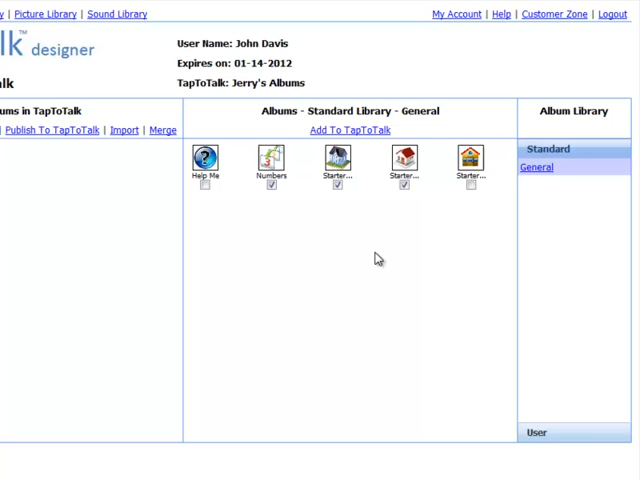 y | Picture Library | Sound Library
My Account | Help | Customer Zone | Logout
lk™ designer
User Name: John Davis
Expires on: 01-14-2012
alk
TapToTalk: Jerry's Albums
ums in TapToTalk
Albums - Standard Library - General
Album Library
| Publish To TapToTalk | Import | Merge
Add To TapToTalk
Standard
General
Help Me
Numbers
Starter...
Starter...
Starter...
User